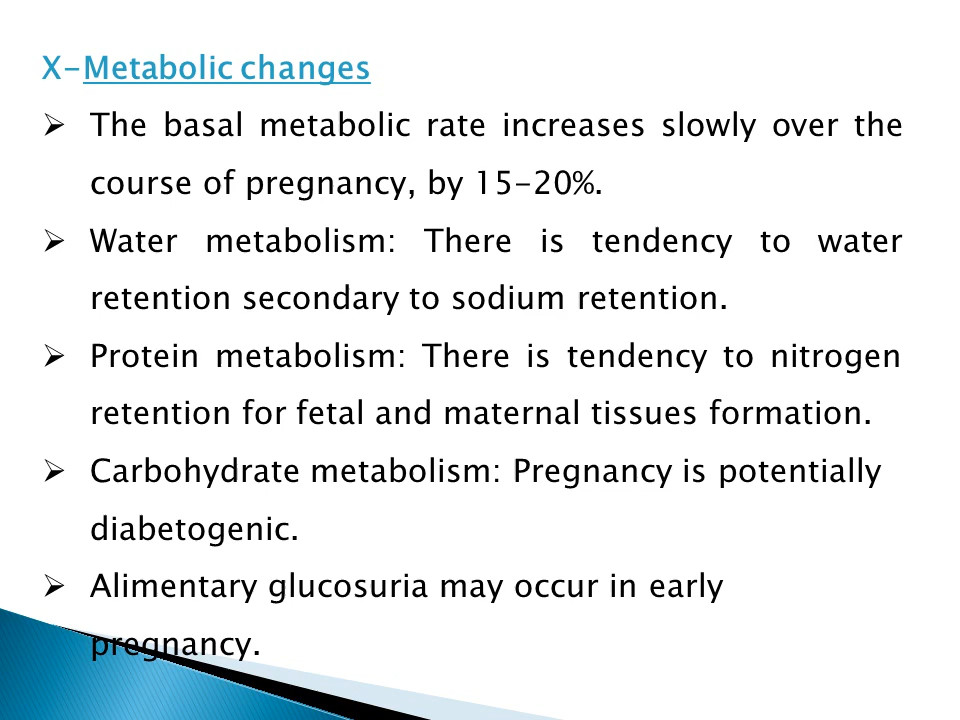 X-Metabolic changes
➢ The basal metabolic rate increases slowly over the
course of pregnancy, by 15-20%.
➢ Water metabolism: There is tendency to water
retention secondary to sodium retention.
➢ Protein metabolism: There is tendency to nitrogen
retention for fetal and maternal tissues formation.
➢ Carbohydrate metabolism: Pregnancy is potentially
diabetogenic.
➢ Alimentary glucosuria may occur in early
pregnancy.